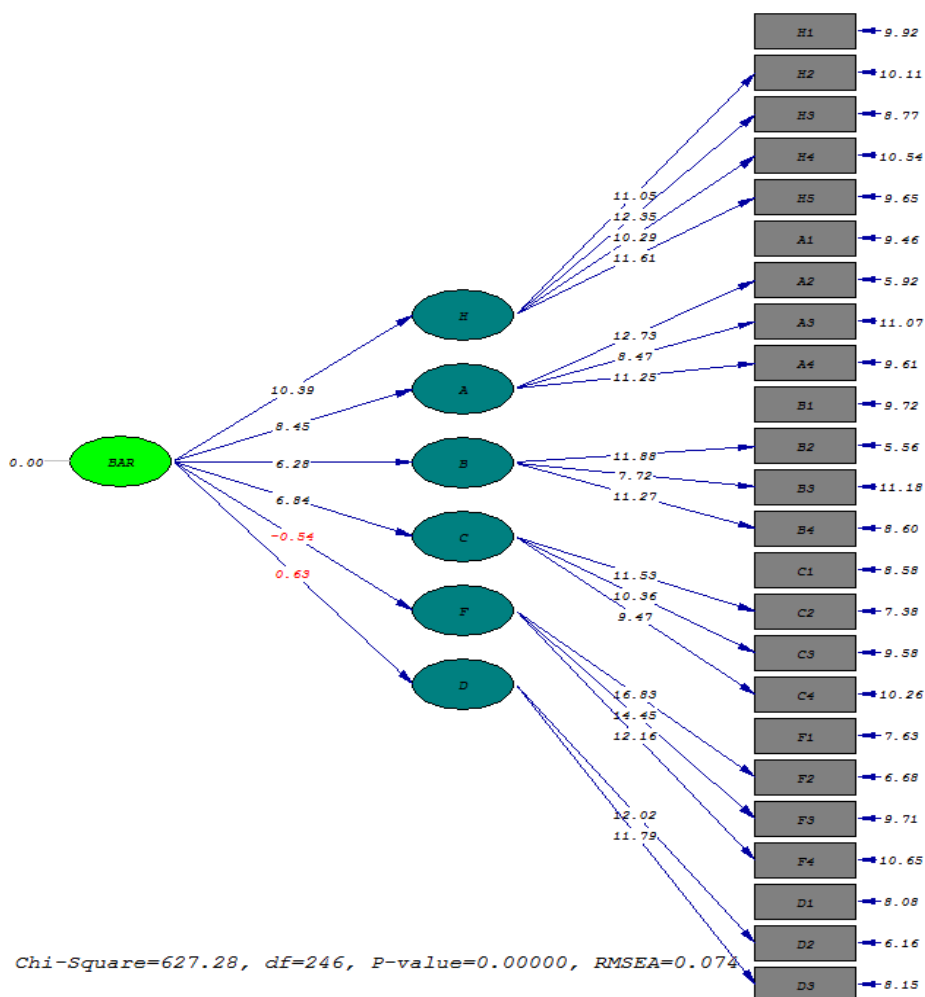 H1 9.92
H2 10.11
H3 8.77
H4 10.54
11.05
H5 9.65
12.35
10.29
A1 9.46
11.61
A2 5.92
H
A3 11.07
12.73
8.47
A4 9.61
11.25
10.39 A
B1 9.72
8.45
B2 5.56
0.00 BAR 6.28 B 11.88
7.72
B3 11.18
11.27
6.84
B4 8.60
-0.54 C
C1 8.58
0.63 11.53
10.36
F C2 7.38
9.47
C3 9.58
D
C4 10.26
16.83
14.45
F1 7.63
12.16
F2 6.68
12.02
F3 9.71
11.79
F4 10.65
D1 8.08
D2 6.16
Chi-Square=627.28, df=246, P-value=0.00000, RMSEA=0.074
D3 8.15